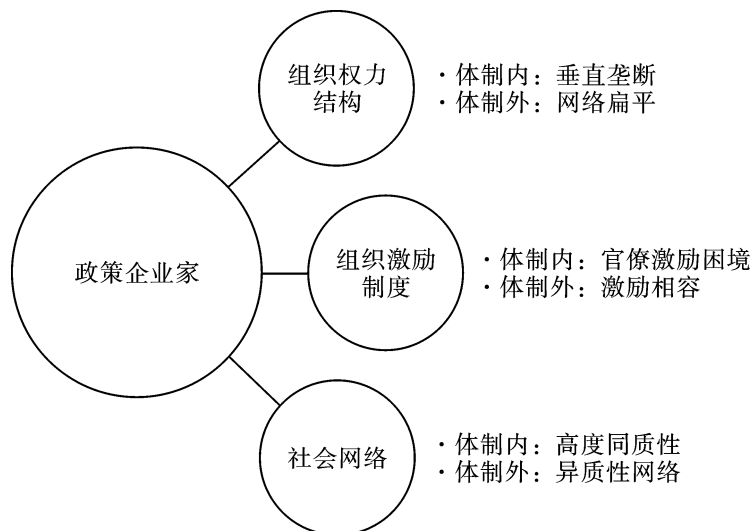 组织权力
结构
·体制内：垂直垄断
·体制外：网络扁平
政策企业家
组织激励
制度
·体制内：官僚激励困境
·体制外：激励相容
社会网络
·体制内：高度同质性
·体制外：异质性网络